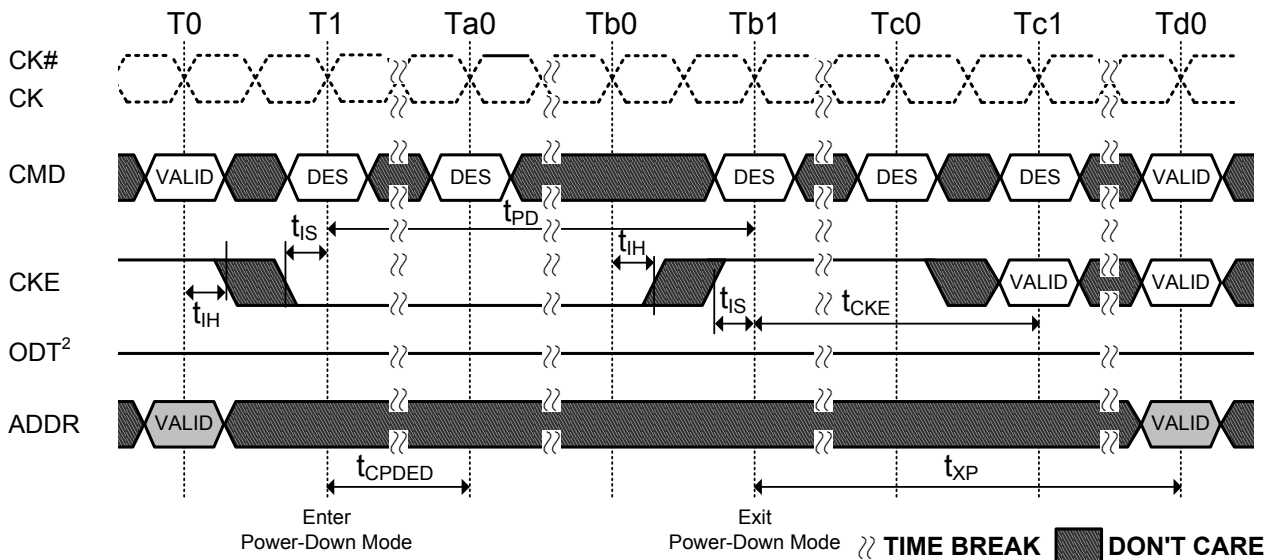 T0 T1 Ta0 Tb0 Tb1 Tc0 Tc1 Td0
CK#
CK
CMD VALID DES DES DES DES DES VALID
tPD
tIS tIH
CKE VALID VALID
tIH tIS tCKE
ODT2
ADDR VALID VALID
tCPDED tXP
Enter Power-Down Mode
Exit Power-Down Mode
TIME BREAK DON'T CARE